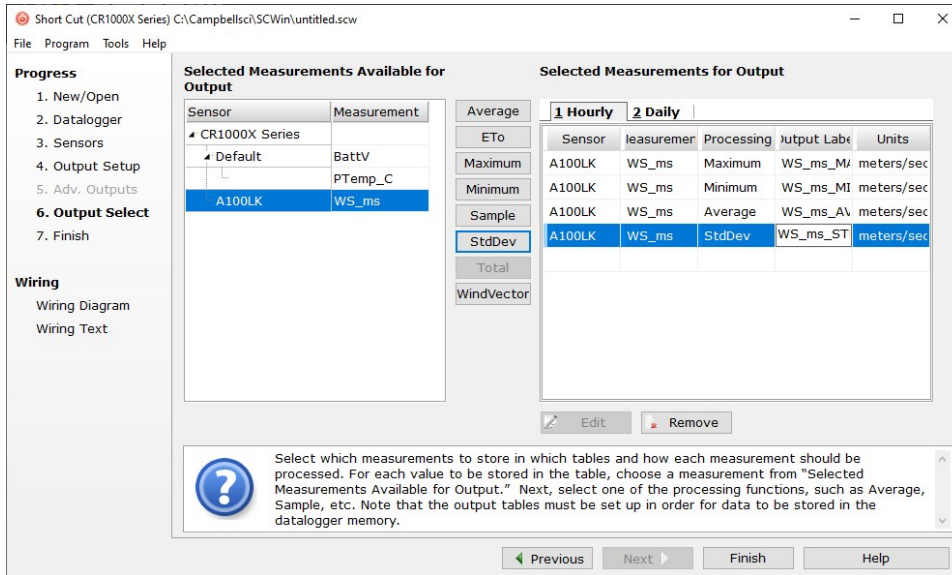 Short Cut (CR1000X Series) C:\Campbellsci\SCWin\untitled.scw
File Program Tools Help
Progress
1. New/Open
2. Datalogger
3. Sensors
4. Output Setup
5. Adv. Outputs
6. Output Select
7. Finish
Wiring
Wiring Diagram
Wiring Text
Selected Measurements Available for
Output
Sensor Measurement
CR1000X Series
Default BattV
PTemp_C
A100LK WS_ms
Average
ETo
Maximum
Minimum
Sample
StdDev
Total
WindVector
Selected Measurements for Output
1 Hourly 2 Daily
Sensor Measurement Processing Output Label Units
A100LK WS_ms Maximum WS_ms_MA meters/sec
A100LK WS_ms Minimum WS_ms_MI meters/sec
A100LK WS_ms Average WS_ms_AV meters/sec
A100LK WS_ms StdDev WS_ms_ST meters/sec
Edit Remove
Select which measurements to store in which tables and how each measurement should be
processed. For each value to be stored in the table, choose a measurement from "Selected
Measurements Available for Output." Next, select one of the processing functions, such as Average,
Sample, etc. Note that the output tables must be set up in order for data to be stored in the
datalogger memory.
Previous Next Finish Help